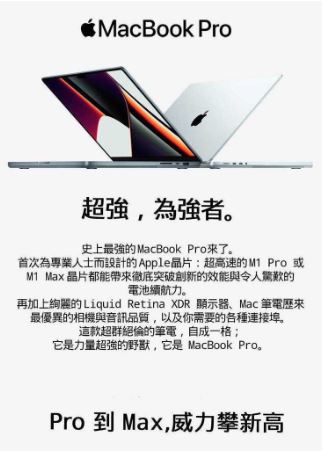 MacBook Pro
超強，為強者。
史上最強的MacBook Pro來了。
首次為專業人士而設計的Apple晶片：超高速的M1 Pro 或
M1 Max晶片都能帶來徹底突破創新的效能與令人驚歎的
電池續航力。
再加上絢麗的Liquid Retina XDR 顯示器、Mac筆電歷來
最優異的相機與音訊品質，以及你需要的各種連接埠。
這款超群絕倫的筆電，自成一格；
它是力量超強的野獸，它是 MacBook Pro。
Pro 到 Max,威力攀新高